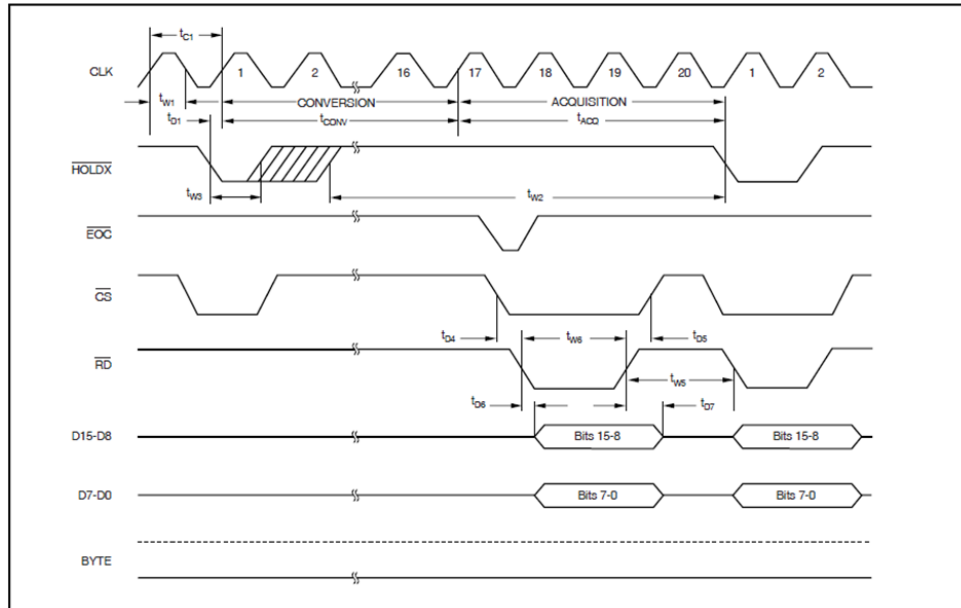 tC1
CLK 1 2 16 17 18 19 20 1 2
tW1 CONVERSION ACQUISITION
tD1 tCONV tACQ
HOLDX
tW3 tW2
EOC
CS
tD4 tW6 tD5
RD
tW5
tD6 tD7
D15-D8 Bits 15-8 Bits 15-8
D7-D0 Bits 7-0 Bits 7-0
BYTE